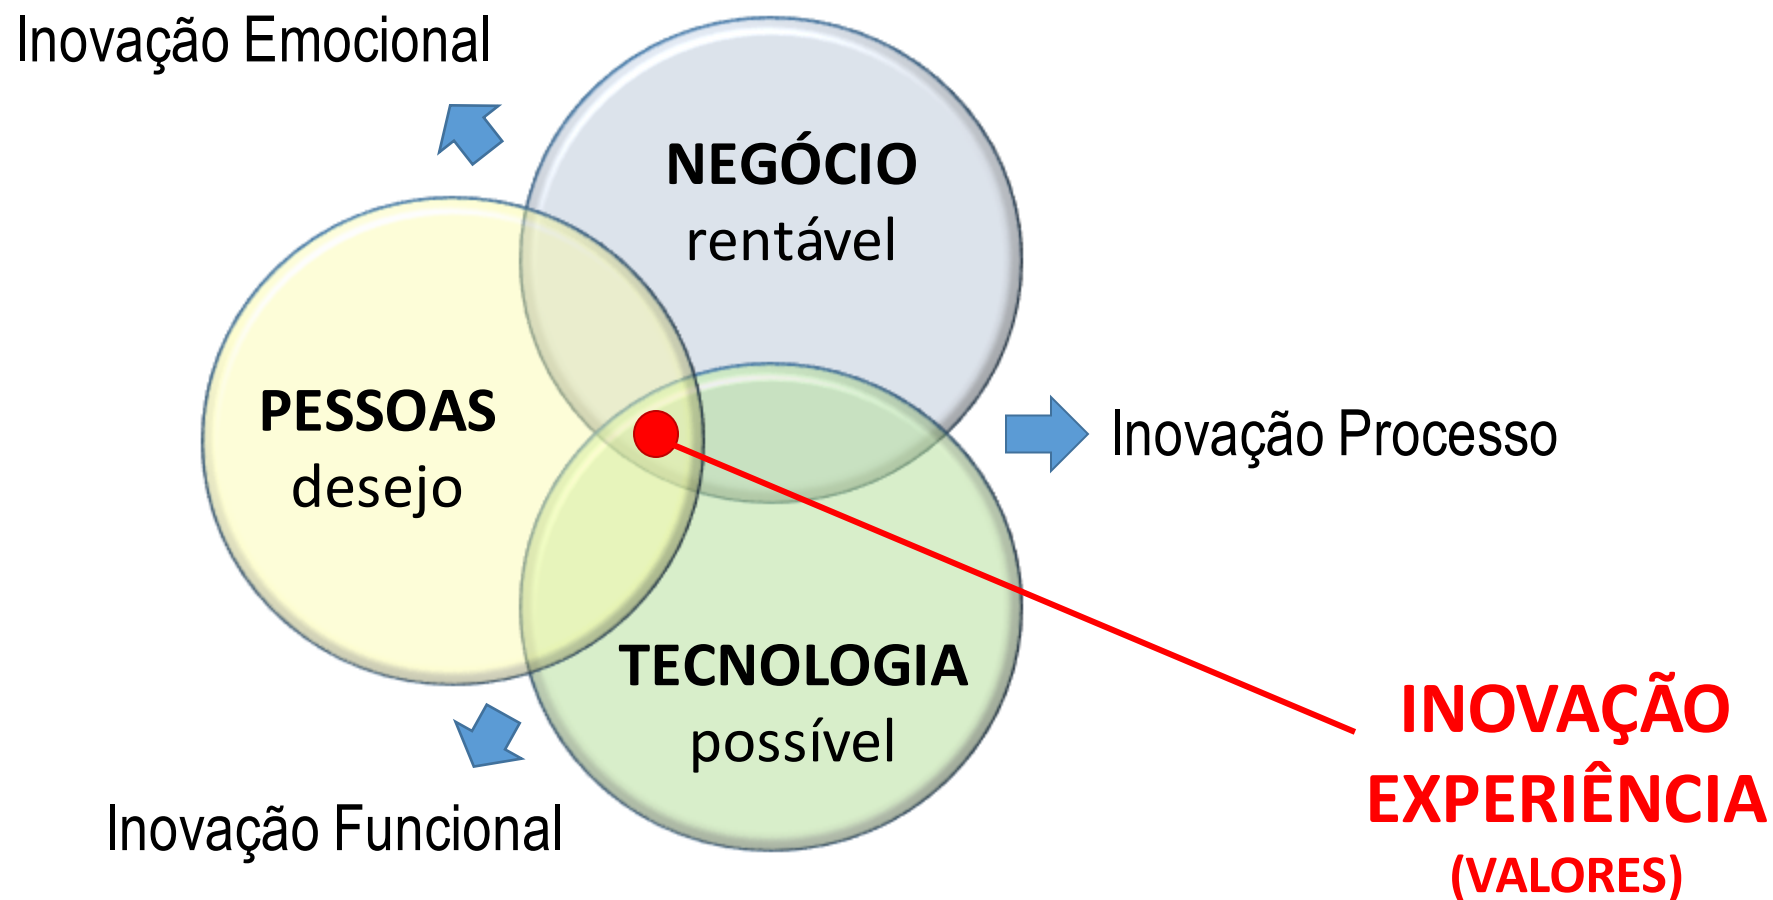 Inovação Emocional
NEGÓCIO
rentável
PESSOAS
desejo
Inovação Processo
TECNOLOGIA
possível
Inovação Funcional
INOVAÇÃO
EXPERIÊNCIA
(VALORES)